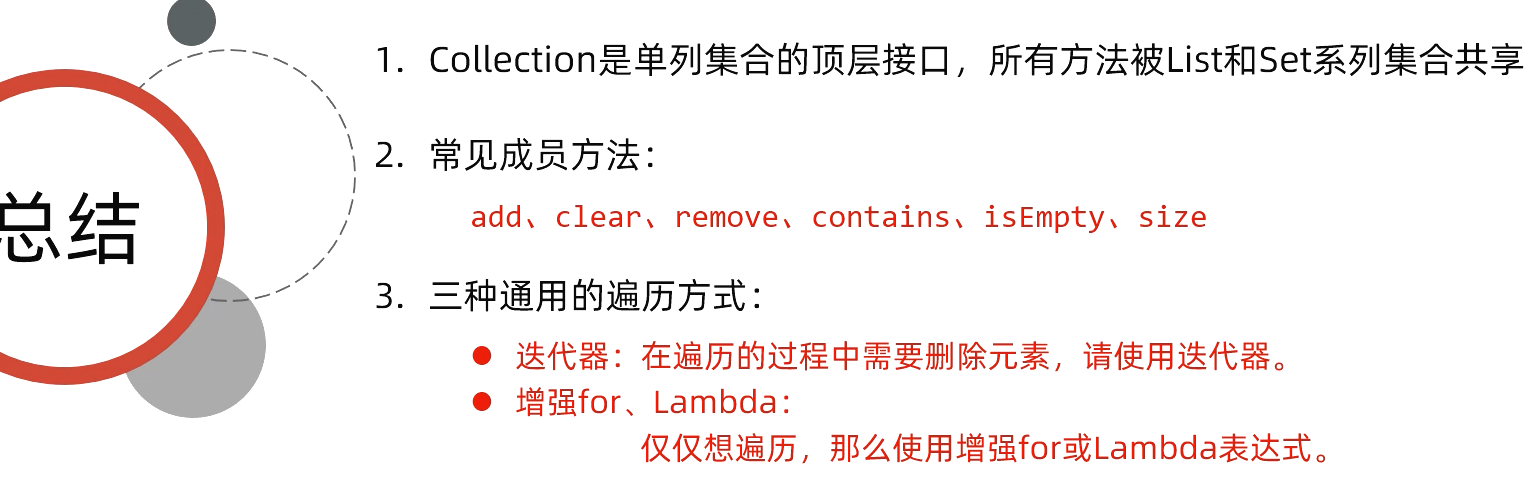 总结
1. Collection是单列集合的顶层接口，所有方法被List和Set系列集合共享
2. 常见成员方法：
add、clear、remove、contains、isEmpty、size
3. 三种通用的遍历方式：
● 迭代器：在遍历的过程中需要删除元素，请使用迭代器。
● 增强for、Lambda：
仅仅想遍历，那么使用增强for或Lambda表达式。